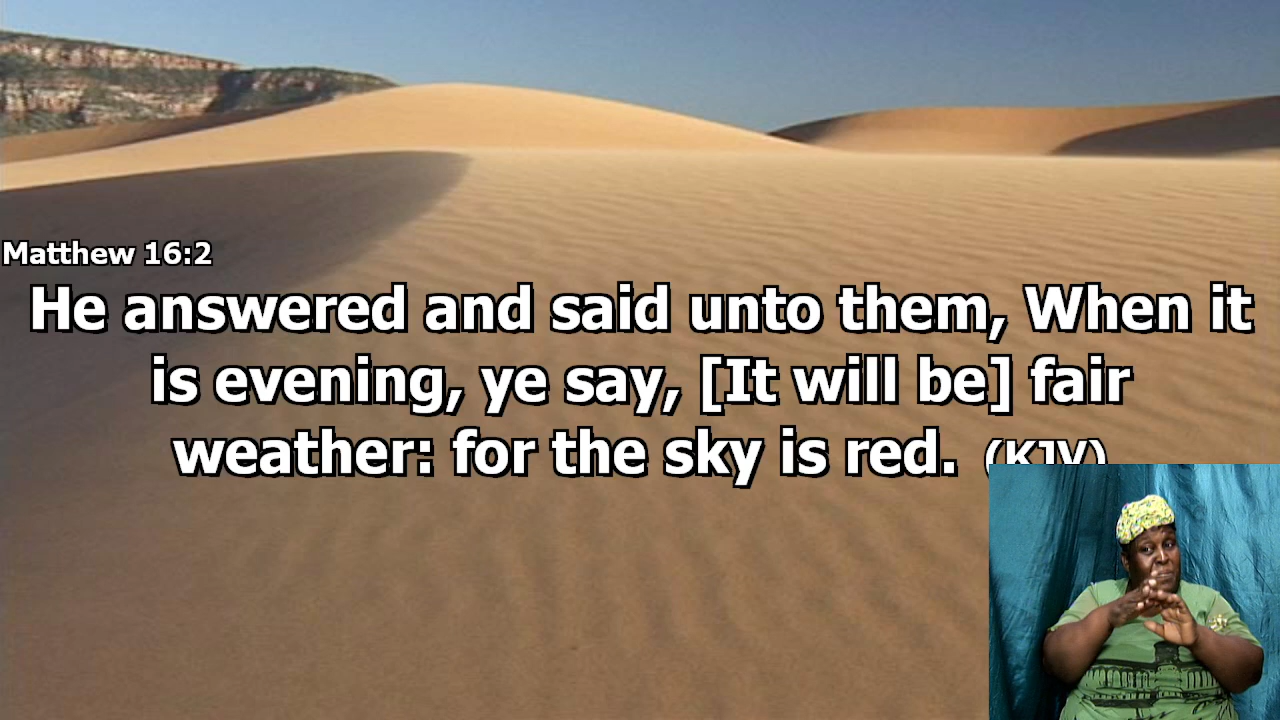 Matthew 16:2
He answered and said unto them, When it
is evening, ye say, [It will be] fair
weather: for the sky is red. (KJV)